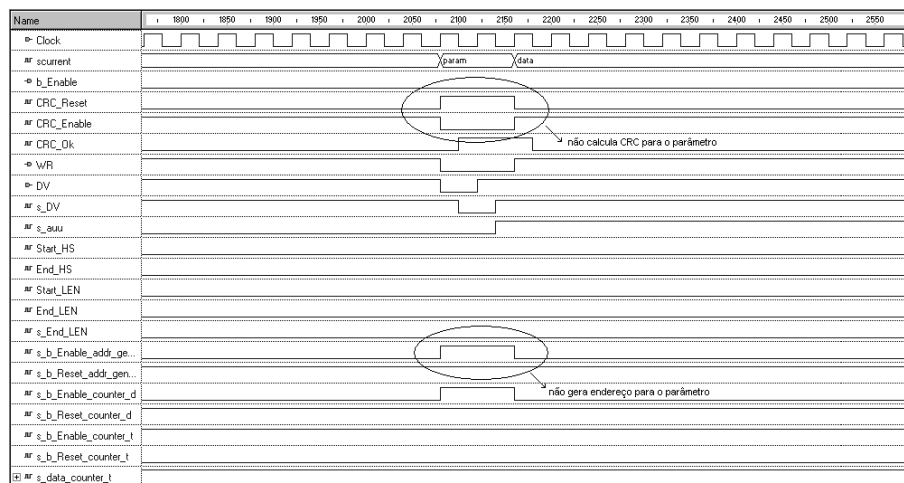 Name 1800 1850 1900 1950 2000 2050 2100 2150 2200 2250 2300 2350 2400 2450 2500 2550
Clock
scurrent param data
b_Enable
CRC_Reset
CRC_Enable
CRC_Ok não calcula CRC para o parâmetro
WR
DV
s_DV
s_auu
Start_HS
End_HS
Start_LEN
End_LEN
s_End_LEN
s_b_Enable_addr_ge...
s_b_Reset_addr_gen...
s_b_Enable_counter_d não gera endereço para o parâmetro
s_b_Reset_counter_d
s_b_Enable_counter_t
s_b_Reset_counter_t
s_data_counter_t